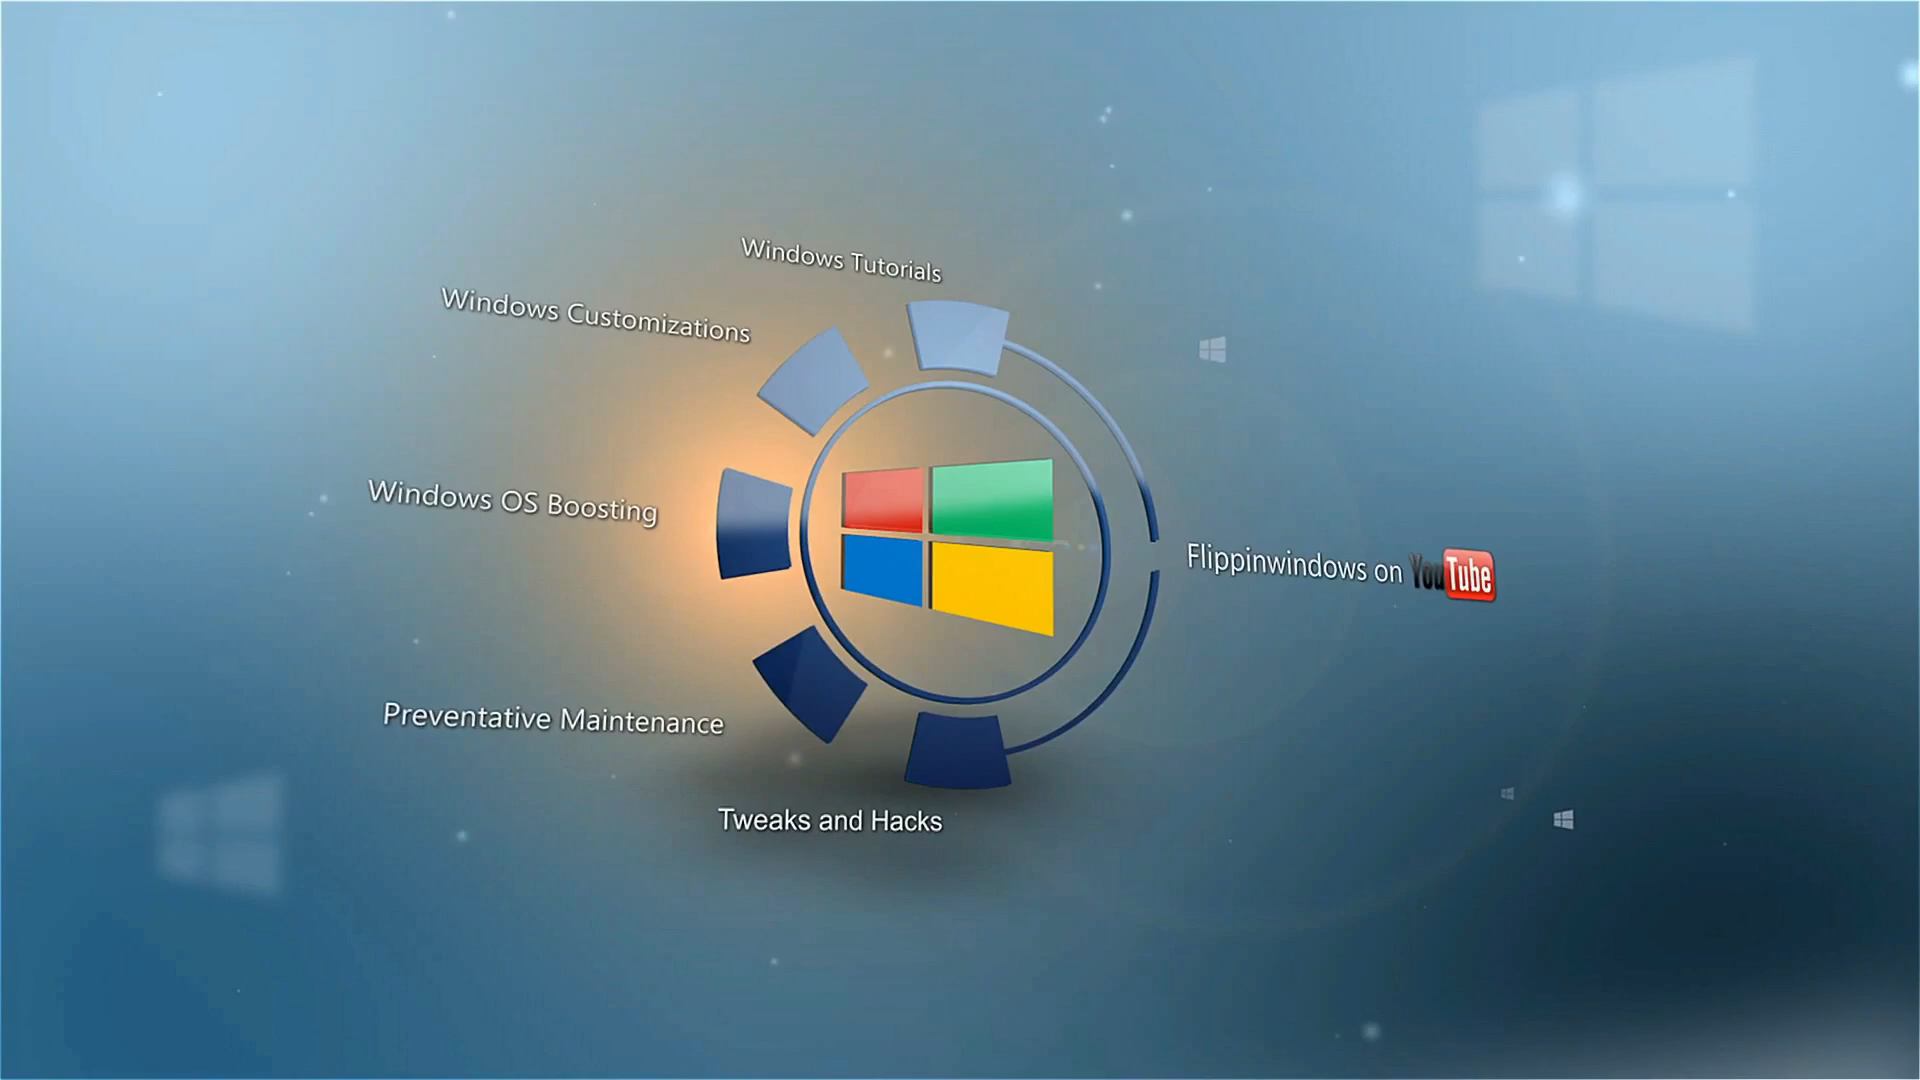 Windows Tutorials
Windows Customizations
Windows OS Boosting
Flippinwindows on YouTube
Preventative Maintenance
Tweaks and Hacks